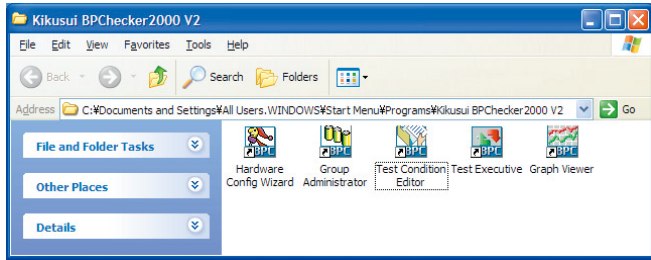 Kikusui BPChecker2000 V2
File Edit View Favorites Tools Help
Back Search Folders
Address C:¥Documents and Settings¥All Users.WINDOWS¥Start Menu¥Programs¥Kikusui BPChecker2000 V2 Go
File and Folder Tasks
Other Places
Details
BPC BPC BPC BPC BPC
Hardware Config Wizard
Group Administrator
Test Condition Editor
Test Executive
Graph Viewer